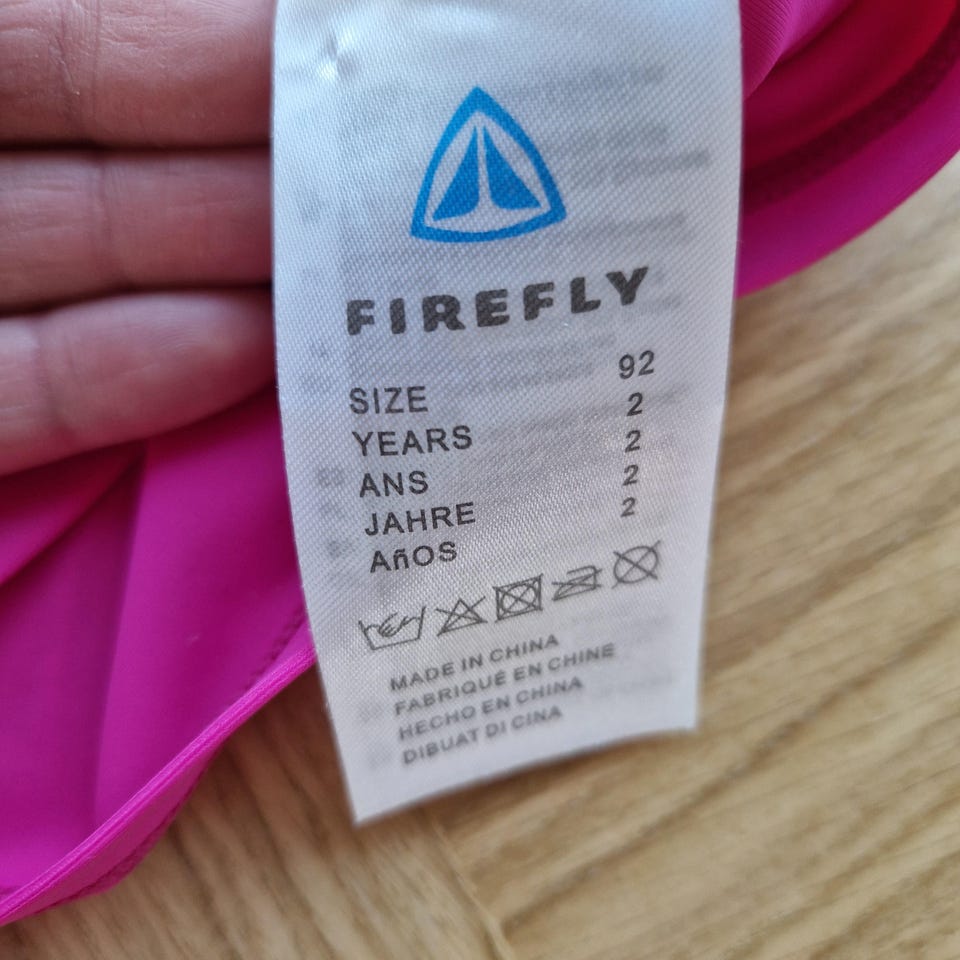 FIREFLY
SIZE 92
YEARS 2
ANS 2
JAHRE 2
AñOS 2
MADE IN CHINA
FABRIQUÉ EN CHINE
HECHO EN CHINA
DIBUAT DI CINA